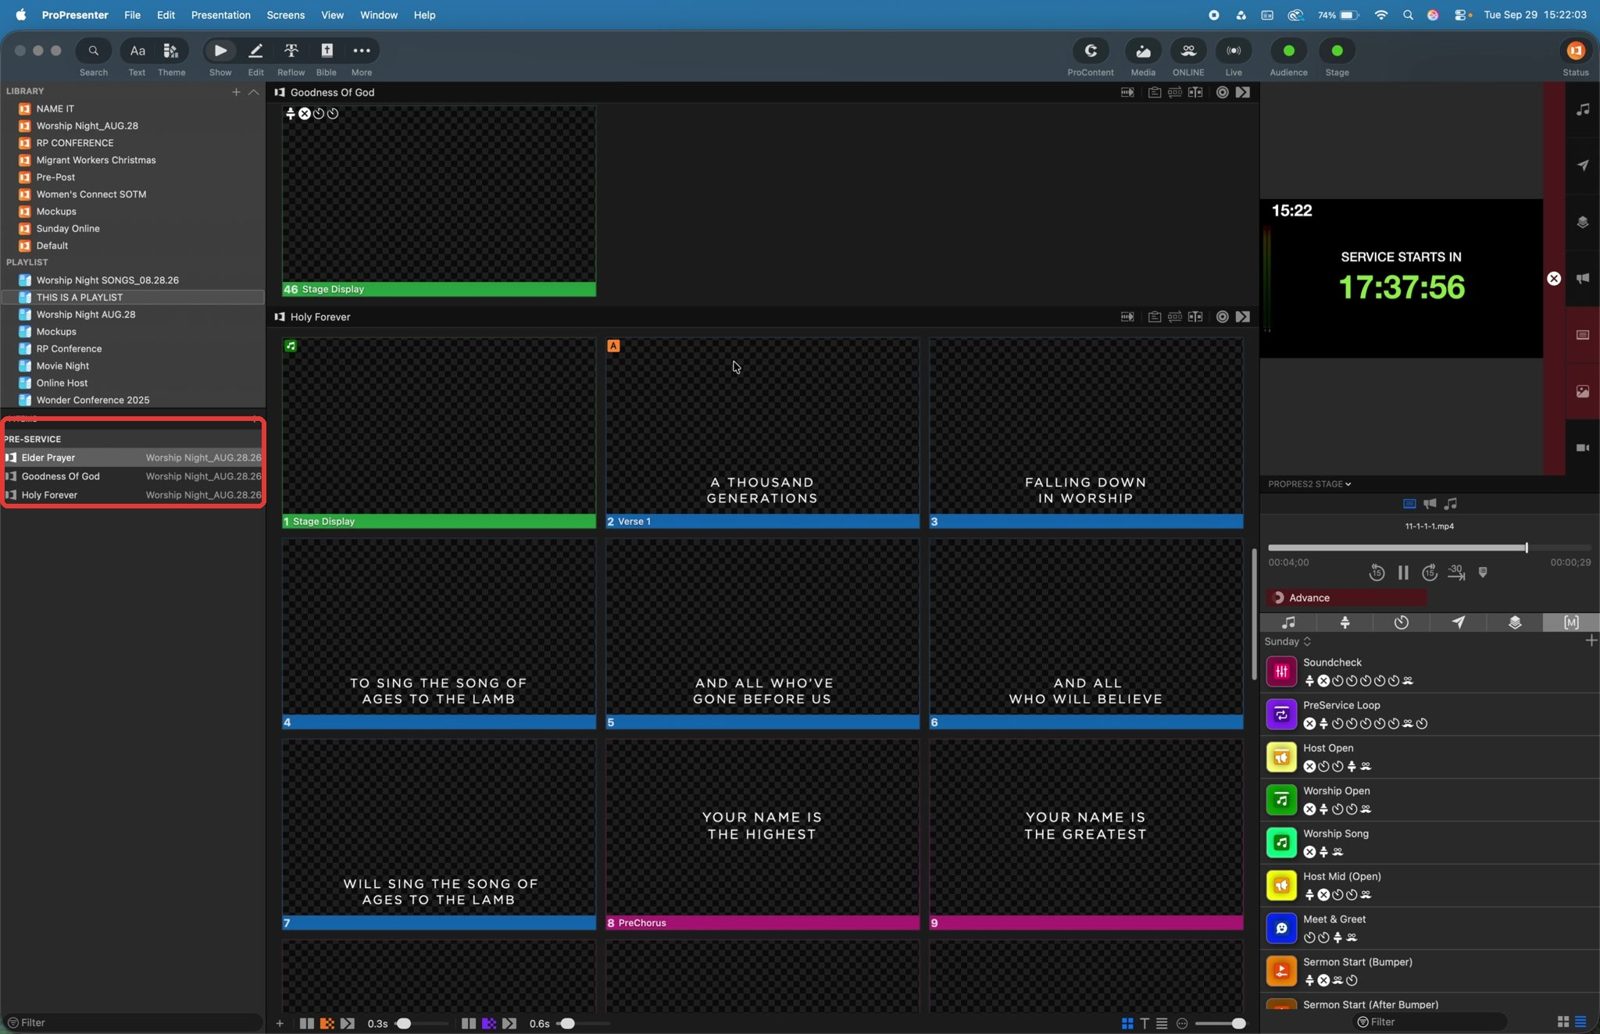 ProPresenter File Edit Presentation Screens View Window Help
74% Tue Sep 29 15:22:03
Search Text Theme Show Edit Reflow Bible More
ProContent Media ONLINE Live Audience Stage Status
LIBRARY
NAME IT
Worship Night_AUG.28
RP CONFERENCE
Migrant Workers Christmas
Pre-Post
Women's Connect SOTM
Mockups
Sunday Online
Default
PLAYLIST
Worship Night SONGS_08.28.26
THIS IS A PLAYLIST
Worship Night AUG.28
Mockups
RP Conference
Movie Night
Online Host
Wonder Conference 2025
PRE-SERVICE
Elder Prayer Worship Night_AUG.28.26
Goodness Of God Worship Night_AUG.28.26
Holy Forever Worship Night_AUG.28.26
Filter
Goodness Of God
46 Stage Display
Holy Forever
1 Stage Display
A
A THOUSAND
GENERATIONS
2 Verse 1
FALLING DOWN
IN WORSHIP
3
TO SING THE SONG OF
AGES TO THE LAMB
4
AND ALL WHO'VE
GONE BEFORE US
5
AND ALL
WHO WILL BELIEVE
6
WILL SING THE SONG OF
AGES TO THE LAMB
7
YOUR NAME IS
THE HIGHEST
8 PreChorus
YOUR NAME IS
THE GREATEST
9
0.3s
0.6s
15:22
SERVICE STARTS IN
17:37:56
PROPRES2 STAGE
11-1-1-1.mp4
00:04;00 00:00;29
15 15 -30
Advance
[M]
Sunday
Soundcheck
PreService Loop
Host Open
Worship Open
Worship Song
Host Mid (Open)
Meet & Greet
Sermon Start (Bumper)
Sermon Start (After Bumper)
Filter